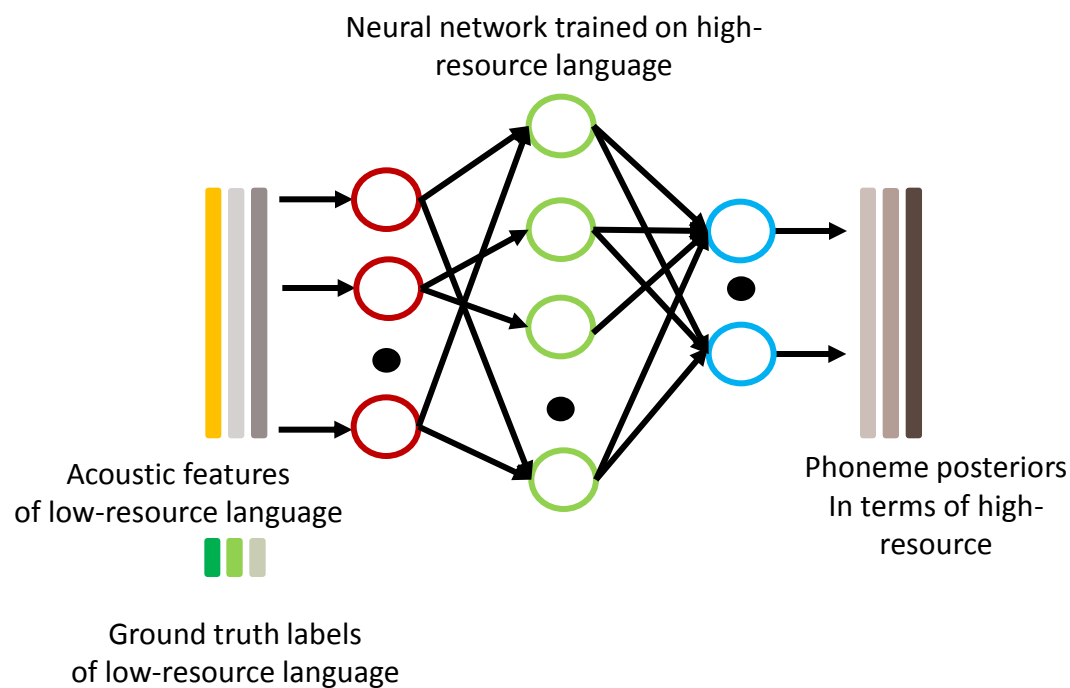 Neural network trained on high-
resource language
Acoustic features
of low-resource language
Phoneme posteriors
In terms of high-
resource
Ground truth labels
of low-resource language